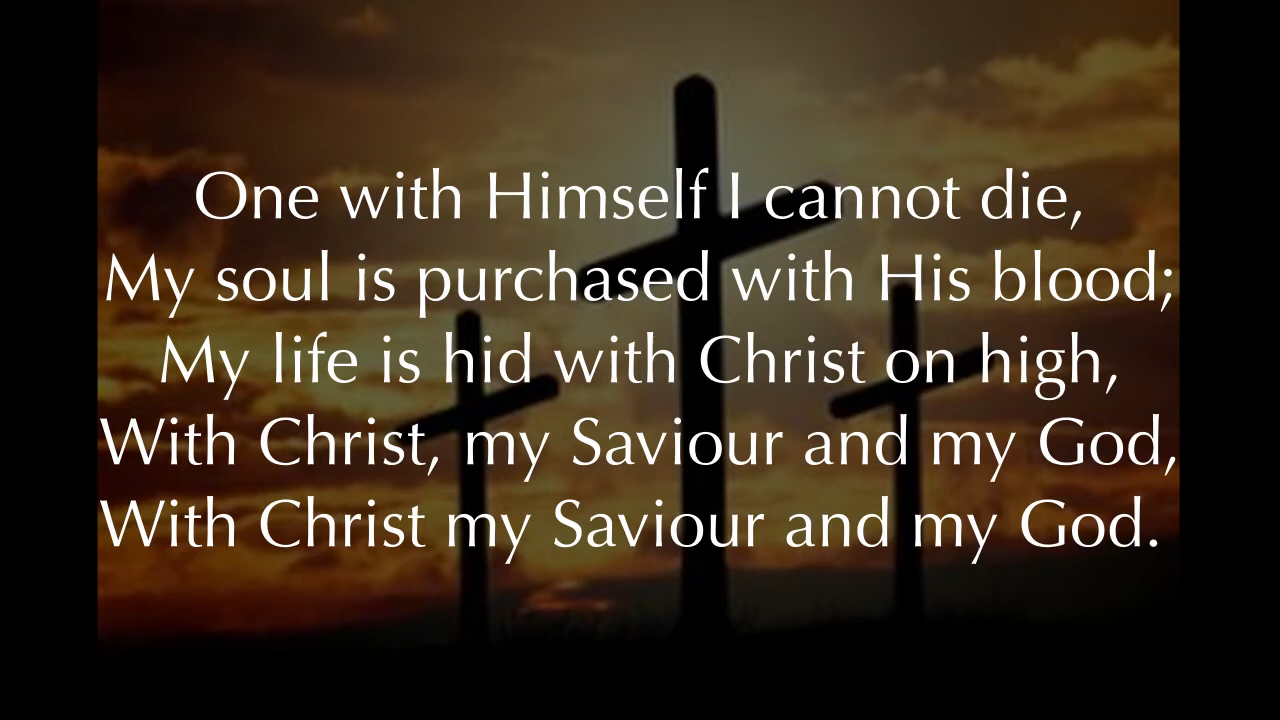 One with Himself I cannot die,
My soul is purchased with His blood;
My life is hid with Christ on high,
With Christ, my Saviour and my God,
With Christ my Saviour and my God.